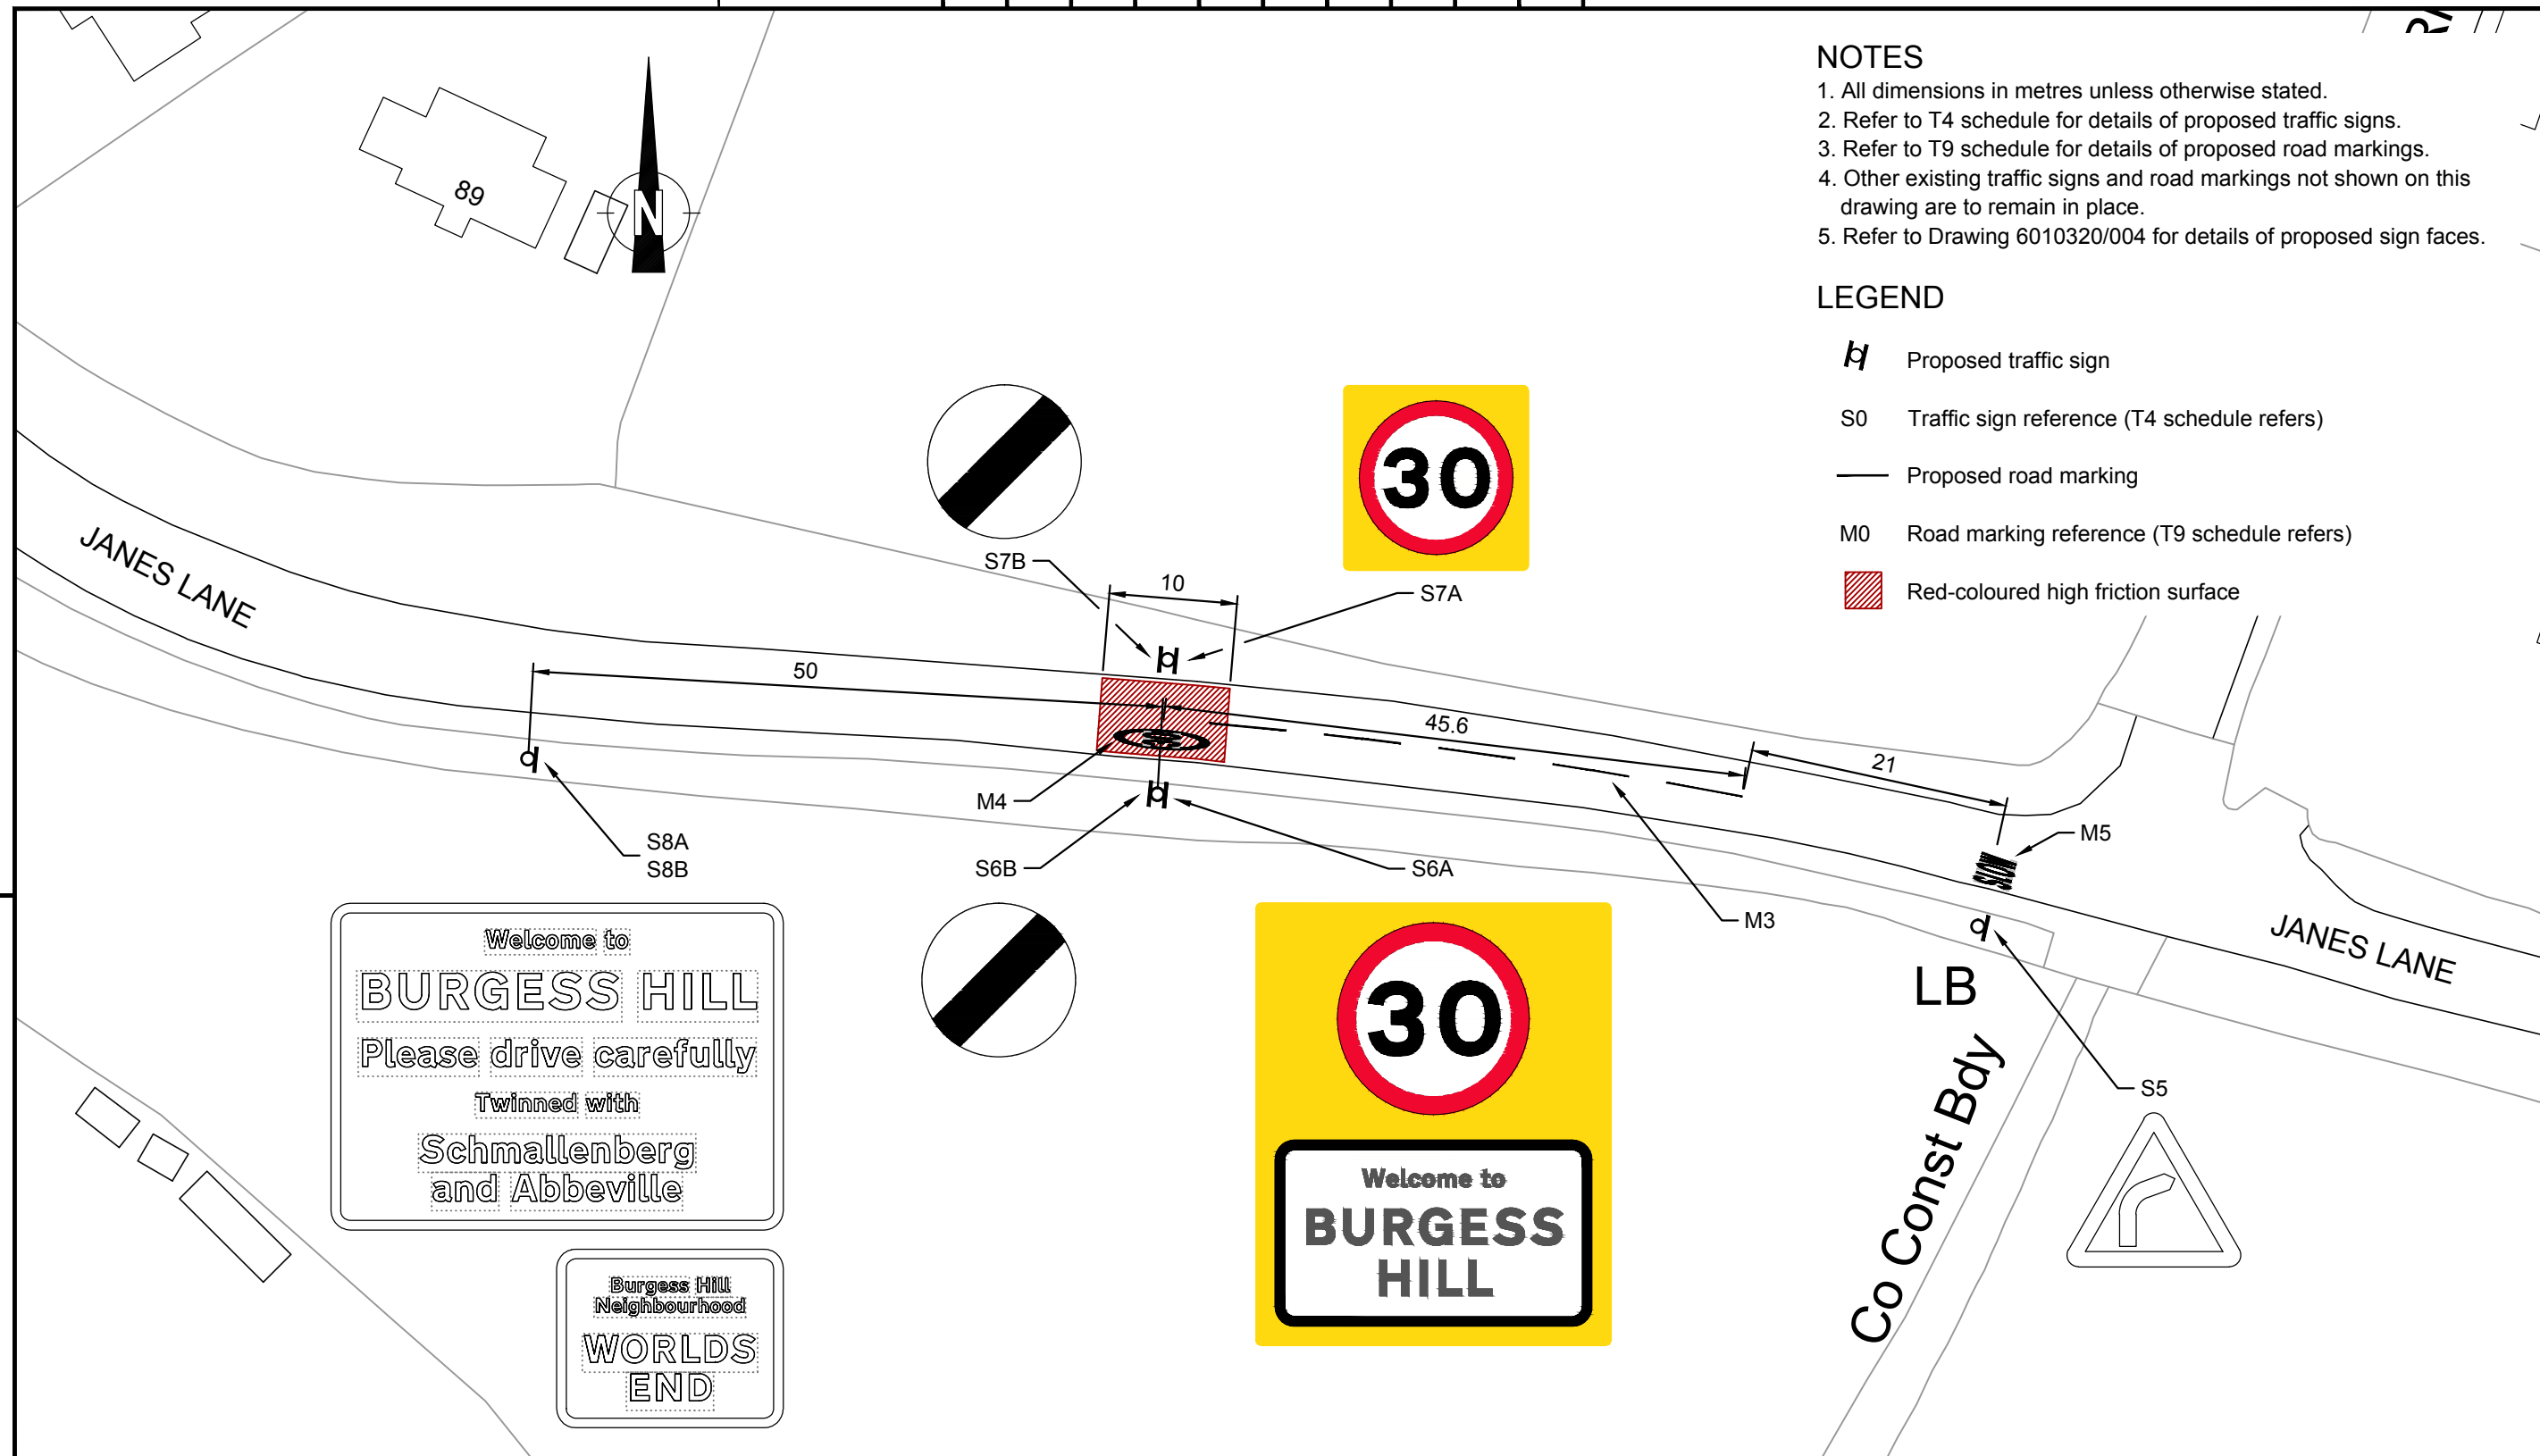 NOTES
1. All dimensions in metres unless otherwise stated.
2. Refer to T4 schedule for details of proposed traffic signs.
3. Refer to T9 schedule for details of proposed road markings.
4. Other existing traffic signs and road markings not shown on this
drawing are to remain in place.
5. Refer to Drawing 6010320/004 for details of proposed sign faces.
LEGEND
Proposed traffic sign
S0 Traffic sign reference (T4 schedule refers)
Proposed road marking
M0 Road marking reference (T9 schedule refers)
Red-coloured high friction surface
89
N
JANES LANE
30
S7B
10
S7A
50
45.6
21
M4
M5
S8A
S8B
S6B
S6A
M3
JANES LANE
LB
Co Const Bdy
S5
Welcome to
BURGESS HILL
Please drive carefully
Twinned with
Schmallenberg
and Abbeville
Burgess Hill
Neighbourhood
WORLDS
END
30
Welcome to
BURGESS
HILL